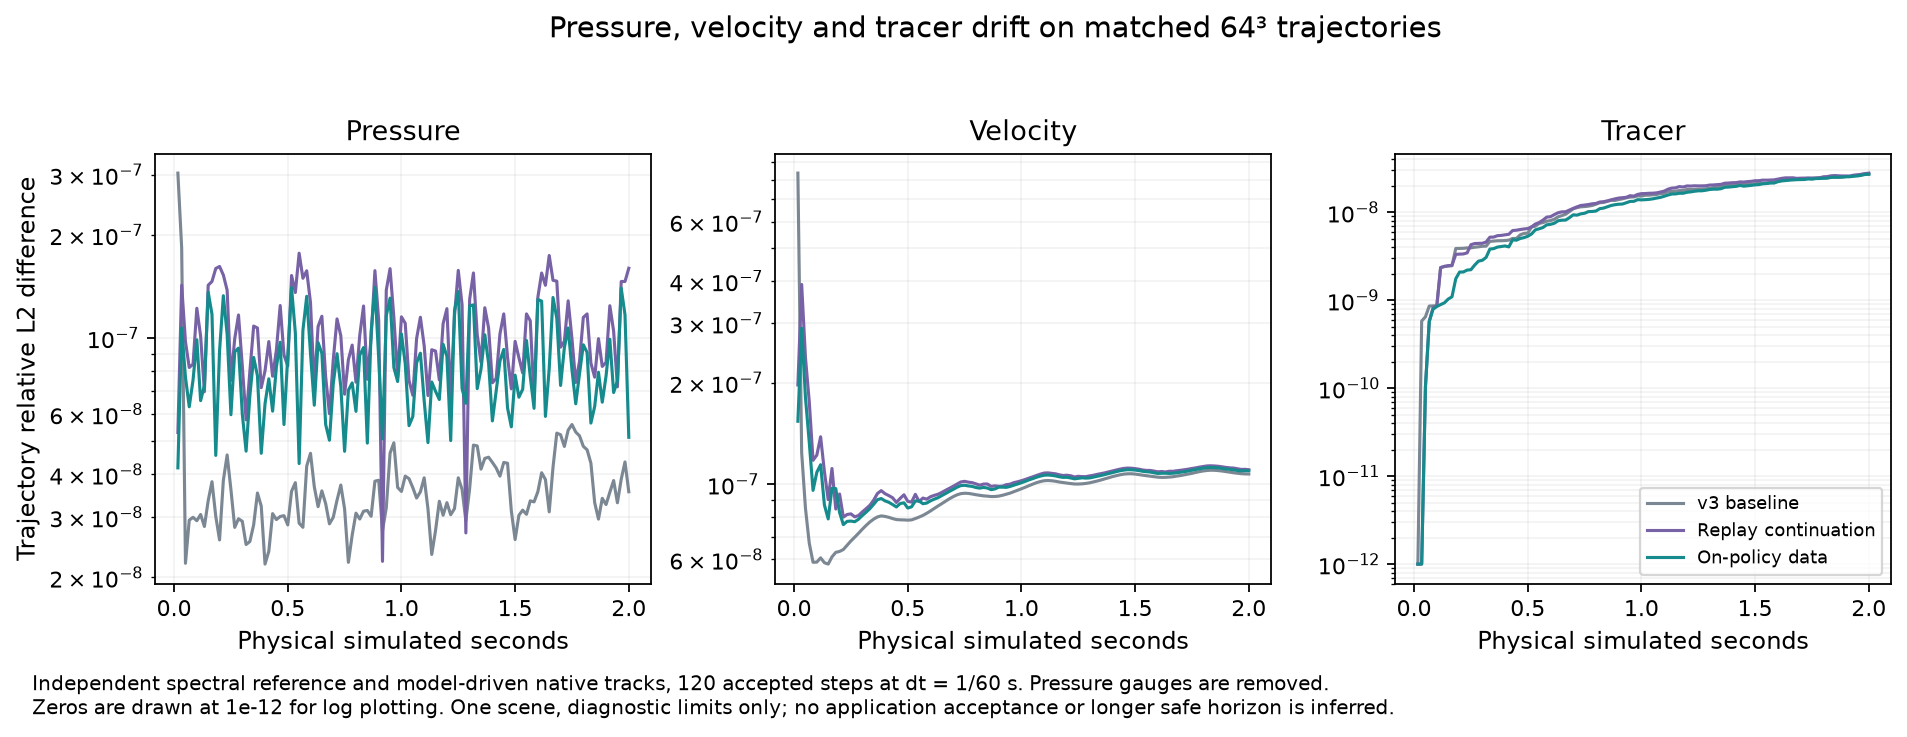 Pressure, velocity and tracer drift on matched 64³ trajectories
Pressure
Trajectory relative L2 difference
3 × 10⁻⁷
2 × 10⁻⁷
10⁻⁷
6 × 10⁻⁸
4 × 10⁻⁸
3 × 10⁻⁸
2 × 10⁻⁸
0.0 0.5 1.0 1.5 2.0
Physical simulated seconds
Velocity
6 × 10⁻⁷
4 × 10⁻⁷
3 × 10⁻⁷
2 × 10⁻⁷
10⁻⁷
6 × 10⁻⁸
0.0 0.5 1.0 1.5 2.0
Physical simulated seconds
Tracer
10⁻⁸
10⁻⁹
10⁻¹⁰
10⁻¹¹
10⁻¹²
v3 baseline
Replay continuation
On-policy data
0.0 0.5 1.0 1.5 2.0
Physical simulated seconds
Independent spectral reference and model-driven native tracks, 120 accepted steps at dt = 1/60 s. Pressure gauges are removed.
Zeros are drawn at 1e-12 for log plotting. One scene, diagnostic limits only; no application acceptance or longer safe horizon is inferred.